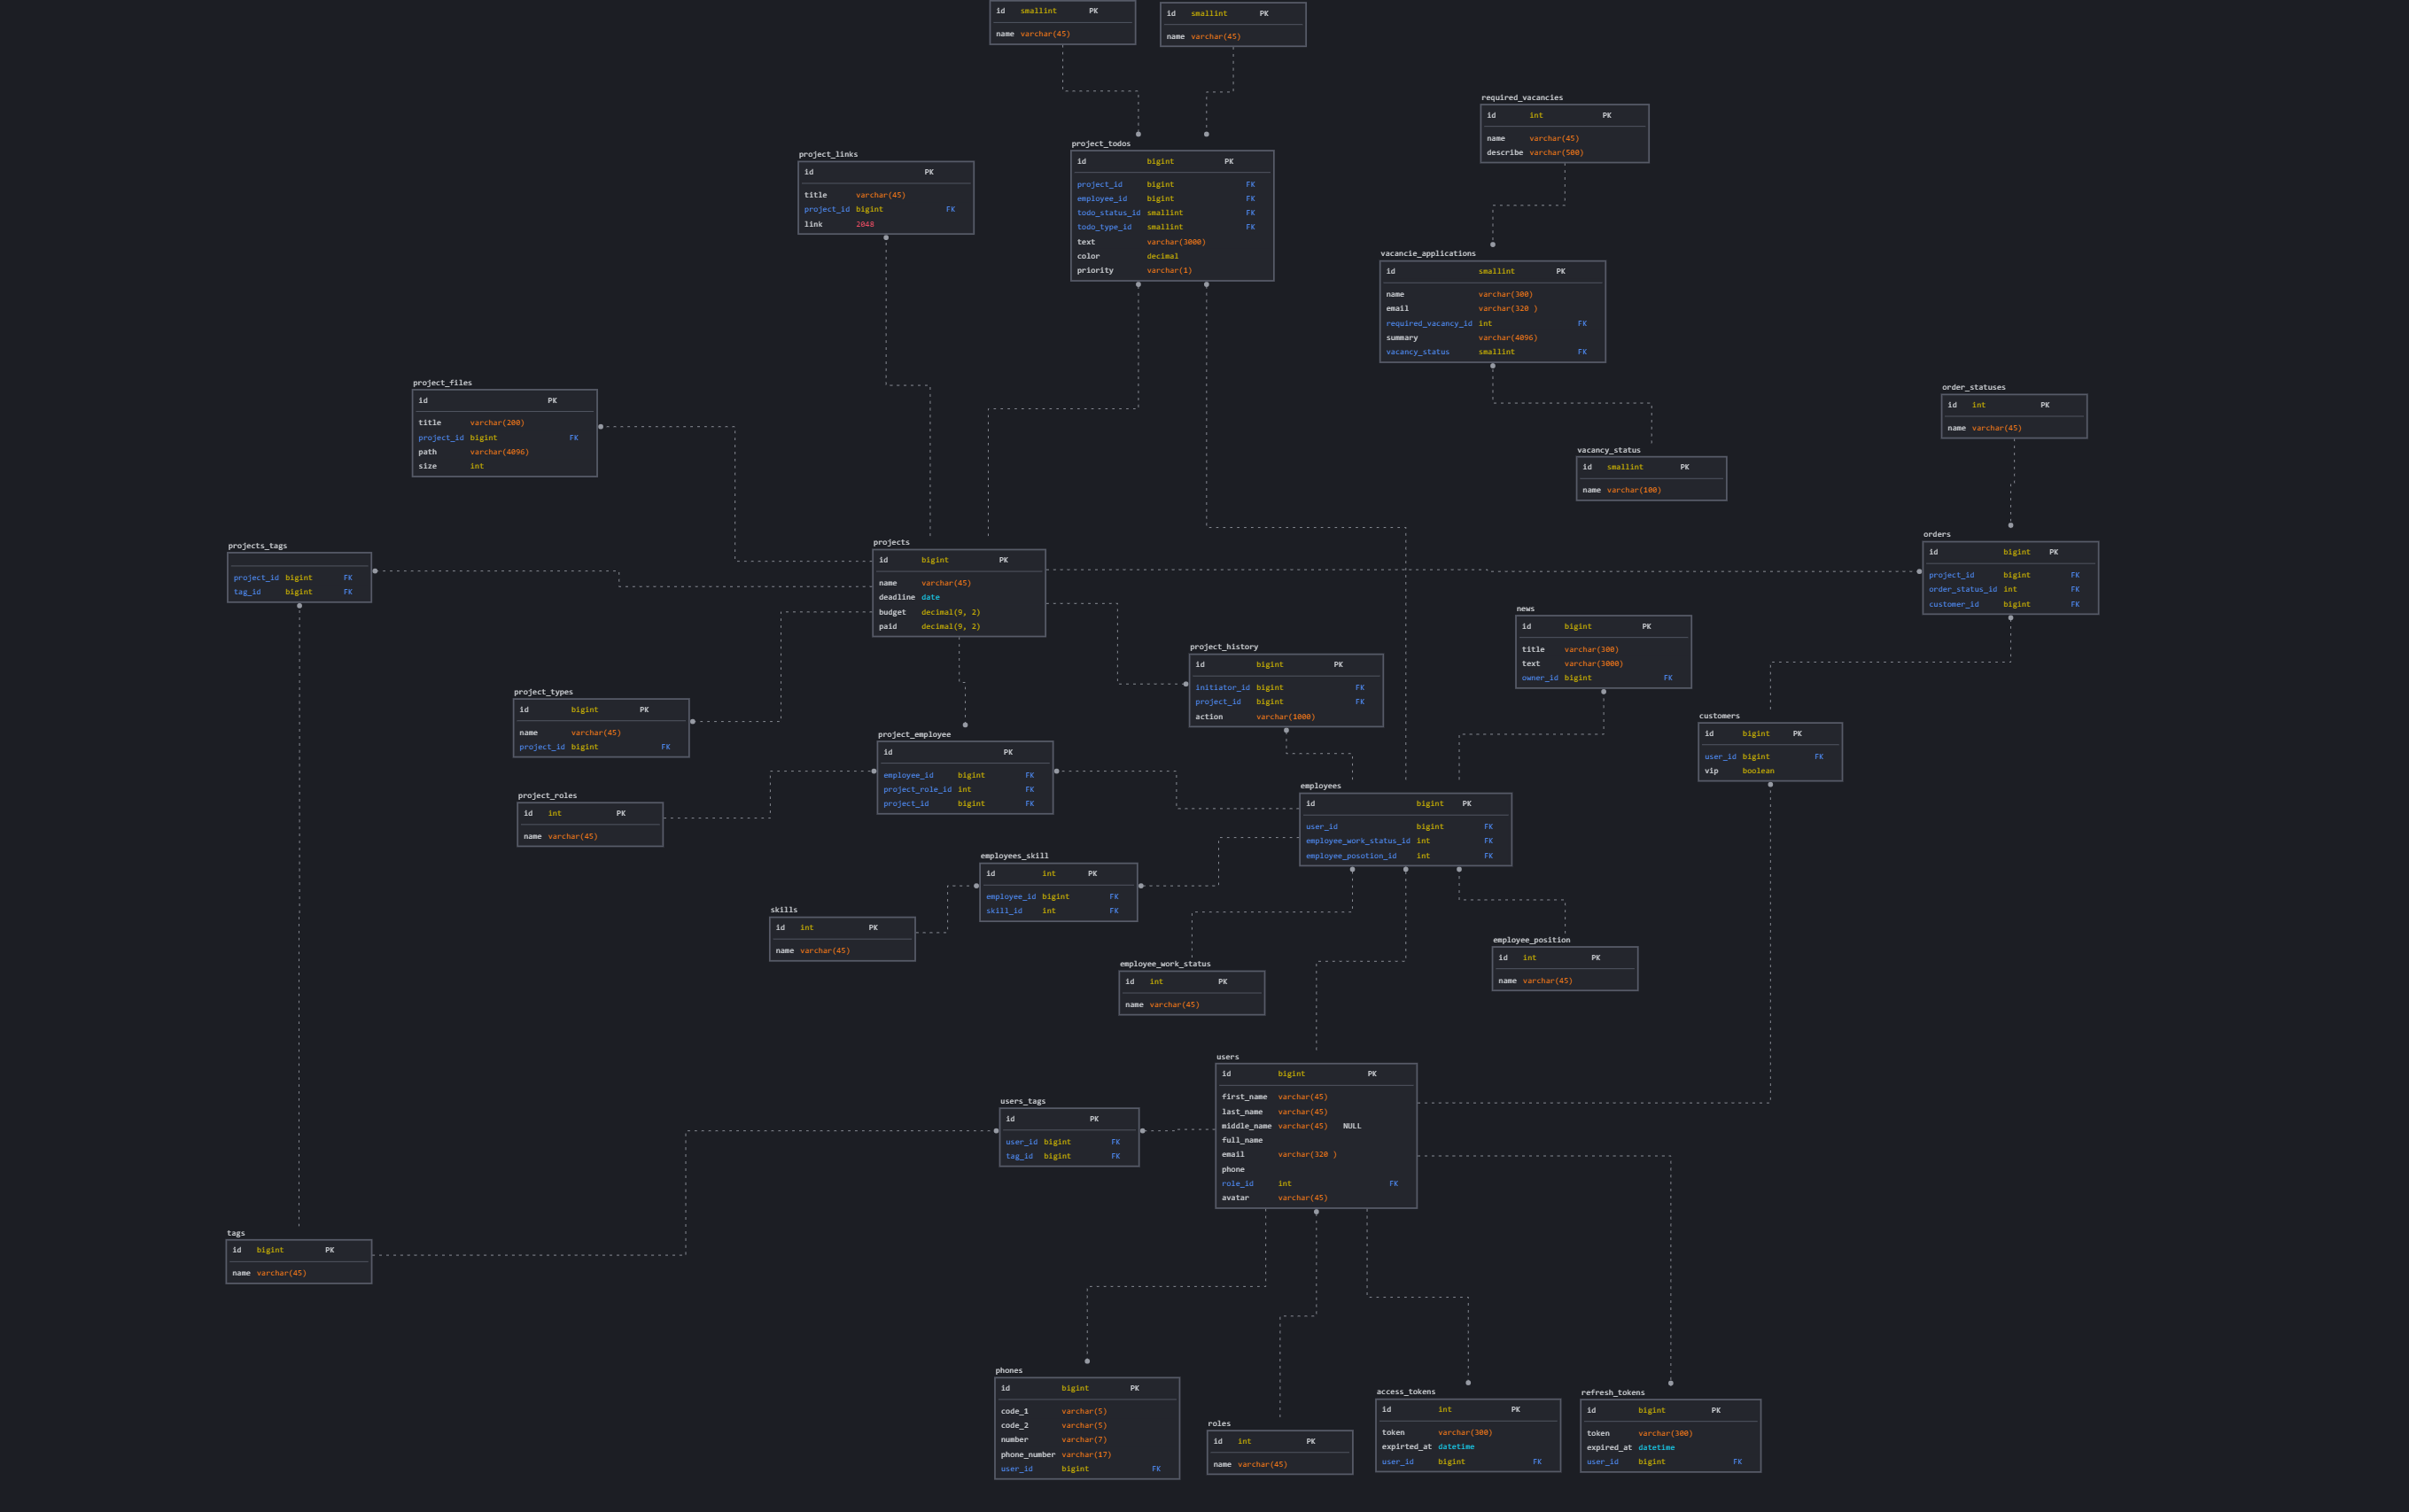 id smallint PK
name varchar(45)
id smallint PK
name varchar(45)
required_vacancies
id int PK
name varchar(45)
describe varchar(500)
project_todos
id bigint PK
project_id bigint FK
employee_id bigint FK
todo_status_id smallint FK
todo_type_id smallint FK
text varchar(3000)
color decimal
priority varchar(1)
project_links
id PK
title varchar(45)
project_id bigint FK
link 2048
vacancie_applications
id smallint PK
name varchar(300)
email varchar(320 )
required_vacancy_id int FK
summary varchar(4096)
vacancy_status smallint FK
project_files
id PK
title varchar(200)
project_id bigint FK
path varchar(4096)
size int
order_statuses
id int PK
name varchar(45)
vacancy_status
id smallint PK
name varchar(100)
projects_tags
project_id bigint FK
tag_id bigint FK
projects
id bigint PK
name varchar(45)
deadline date
budget decimal(9, 2)
paid decimal(9, 2)
orders
id bigint PK
project_id bigint FK
order_status_id int FK
customer_id bigint FK
news
id bigint PK
title varchar(300)
text varchar(3000)
owner_id bigint FK
project_history
id bigint PK
initiator_id bigint FK
project_id bigint FK
action varchar(1000)
project_types
id bigint PK
name varchar(45)
project_id bigint FK
customers
id bigint PK
user_id bigint FK
vip boolean
project_employee
id PK
employee_id bigint FK
project_role_id int FK
project_id bigint FK
employees
id bigint PK
user_id bigint FK
employee_work_status_id int FK
employee_posotion_id int FK
project_roles
id int PK
name varchar(45)
employees_skill
id int PK
employee_id bigint FK
skill_id int FK
skills
id int PK
name varchar(45)
employee_position
id int PK
name varchar(45)
employee_work_status
id int PK
name varchar(45)
users
id bigint PK
first_name varchar(45)
last_name varchar(45)
middle_name varchar(45) NULL
full_name
email varchar(320 )
phone
role_id int FK
avatar varchar(45)
users_tags
id PK
user_id bigint FK
tag_id bigint FK
tags
id bigint PK
name varchar(45)
phones
id bigint PK
code_1 varchar(5)
code_2 varchar(5)
number varchar(7)
phone_number varchar(17)
user_id bigint FK
roles
id int PK
name varchar(45)
access_tokens
id int PK
token varchar(300)
expirted_at datetime
user_id bigint FK
refresh_tokens
id bigint PK
token varchar(300)
expired_at datetime
user_id bigint FK